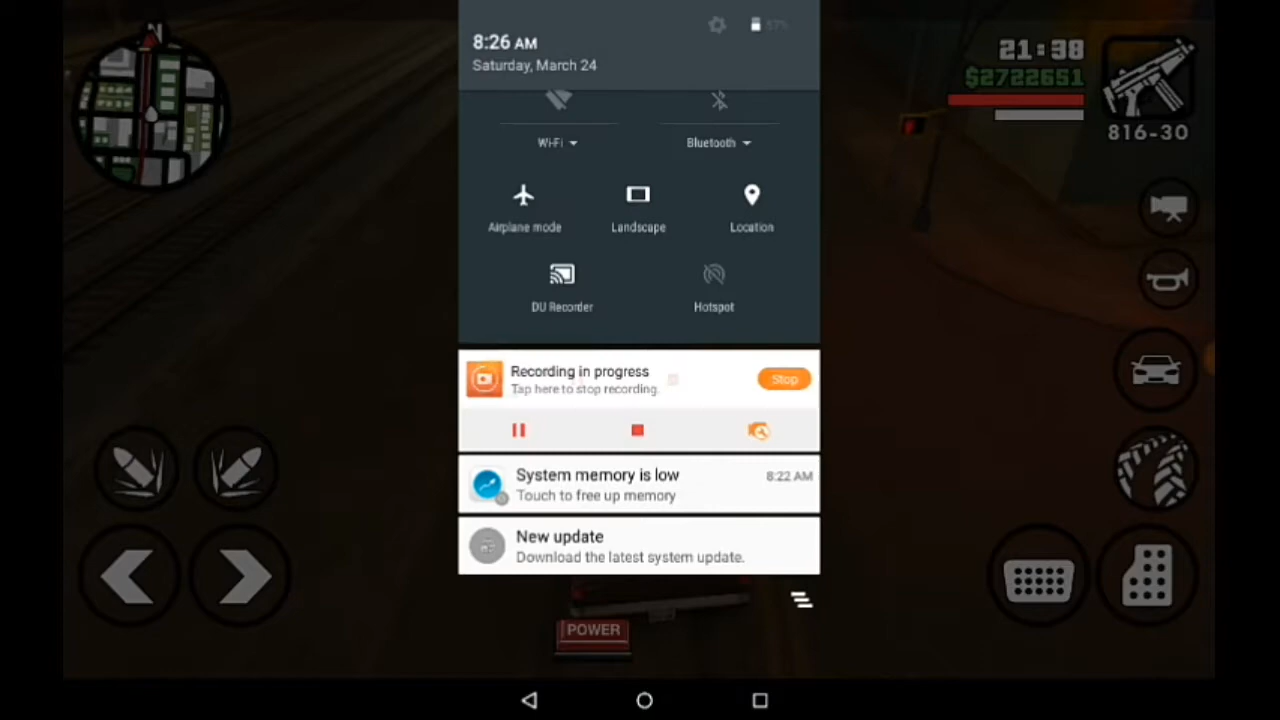 8:26 AM
57%
Saturday, March 24
Wi-Fi
Bluetooth
Airplane mode
Landscape
Location
DU Recorder
Hotspot
Recording in progress
Tap here to stop recording.
Stop
System memory is low
8:22 AM
Touch to free up memory
New update
Download the latest system update.
N
21:38
$2722651
816-30
POWER